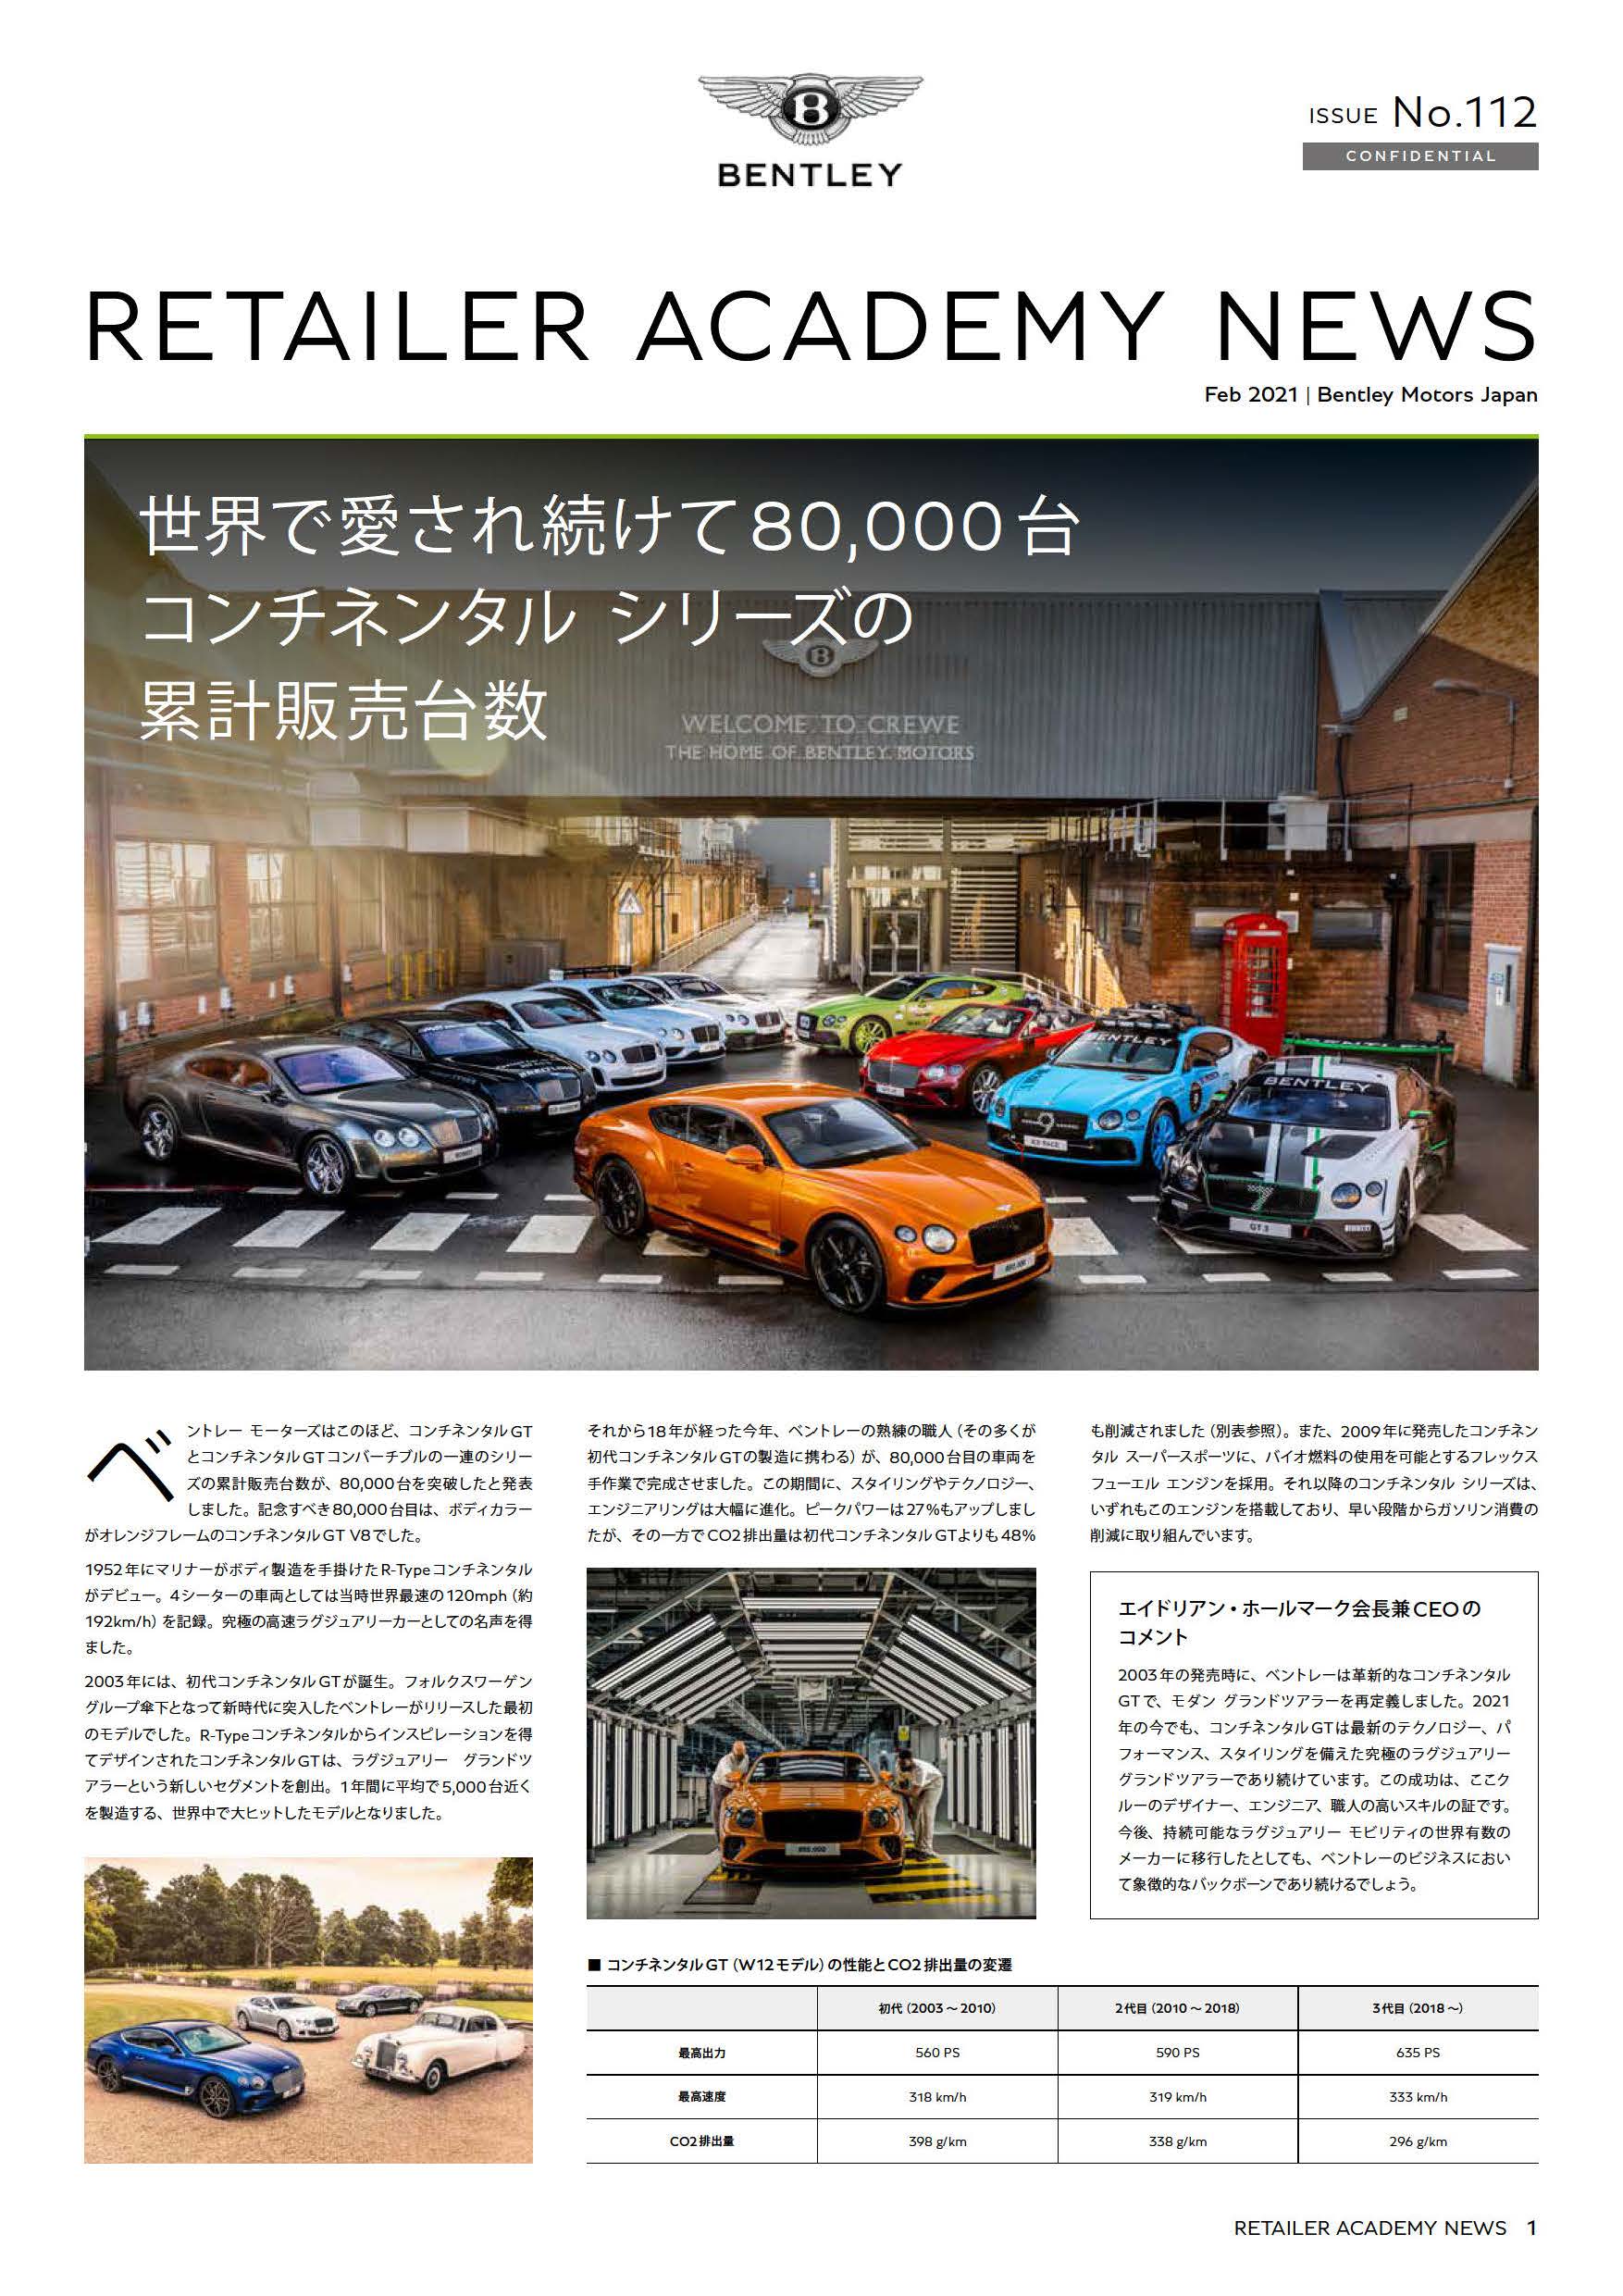 BENTLEY
ISSUE No.112
CONFIDENTIAL
RETAILER ACADEMY NEWS
Feb 2021 | Bentley Motors Japan
世界で愛され続けて80,000台
コンチネンタル シリーズの
累計販売台数
WELCOME TO CREWE
THE HOME OF BENTLEY MOTORS
BENTLEY
BENTLEY
ICE RACE
GT3
ベントレー モーターズはこのほど、コンチネンタルGT
とコンチネンタルGTコンバーチブルの一連のシリー
ズの累計販売台数が、80,000台を突破したと発表
しました。記念すべき80,000台目は、ボディカラー
がオレンジフレームのコンチネンタルGT V8でした。
1952年にマリナーがボディ製造を手掛けたR-Typeコンチネンタル
がデビュー。4シーターの車両としては当時世界最速の120mph（約
192km/h）を記録。究極の高速ラグジュアリーカーとしての名声を得
ました。
2003年には、初代コンチネンタルGTが誕生。フォルクスワーゲン
グループ傘下となって新時代に突入したベントレーがリリースした最初
のモデルでした。R-Typeコンチネンタルからインスピレーションを得
てデザインされたコンチネンタルGTは、ラグジュアリー　グランドツ
アラーという新しいセグメントを創出。1年間に平均で5,000台近く
を製造する、世界中で大ヒットしたモデルとなりました。
それから18年が経った今年、ベントレーの熟練の職人（その多くが
初代コンチネンタルGTの製造に携わる）が、80,000台目の車両を
手作業で完成させました。この期間に、スタイリングやテクノロジー、
エンジニアリングは大幅に進化。ピークパワーは27%もアップしまし
たが、その一方でCO2排出量は初代コンチネンタルGTよりも48%
も削減されました（別表参照）。また、2009年に発売したコンチネン
タル スーパースポーツに、バイオ燃料の使用を可能とするフレックス
フューエル エンジンを採用。それ以降のコンチネンタル シリーズは、
いずれもこのエンジンを搭載しており、早い段階からガソリン消費の
削減に取り組んでいます。
エイドリアン・ホールマーク会長兼CEOの
コメント
2003年の発売時に、ベントレーは革新的なコンチネンタル
GTで、モダン グランドツアラーを再定義しました。2021
年の今でも、コンチネンタルGTは最新のテクノロジー、パ
フォーマンス、スタイリングを備えた究極のラグジュアリー
グランドツアラーであり続けています。この成功は、ここク
ルーのデザイナー、エンジニア、職人の高いスキルの証です。
今後、持続可能なラグジュアリー モビリティの世界有数の
メーカーに移行したとしても、ベントレーのビジネスにおい
て象徴的なバックボーンであり続けるでしょう。
■ コンチネンタルGT（W12モデル）の性能とCO2排出量の変遷
初代（2003～2010） 2代目（2010～2018） 3代目（2018～）
最高出力 560 PS 590 PS 635 PS
最高速度 318 km/h 319 km/h 333 km/h
CO2排出量 398 g/km 338 g/km 296 g/km
RETAILER ACADEMY NEWS 1